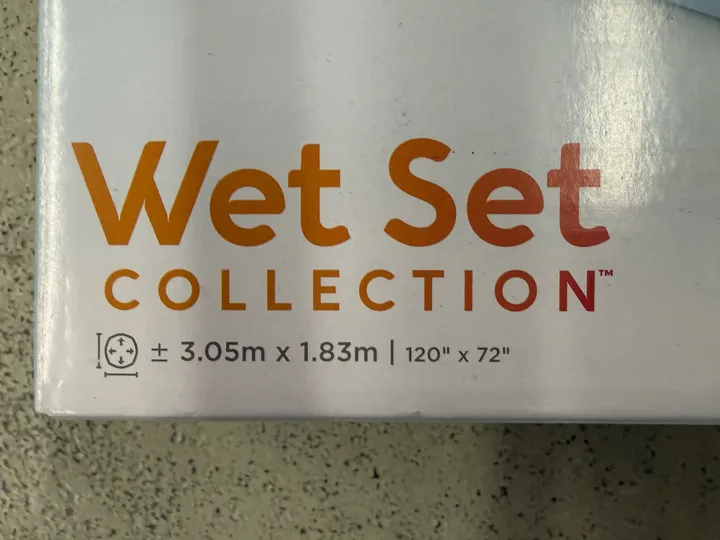 Wet Set
COLLECTION™
± 3.05m x 1.83m | 120" x 72"